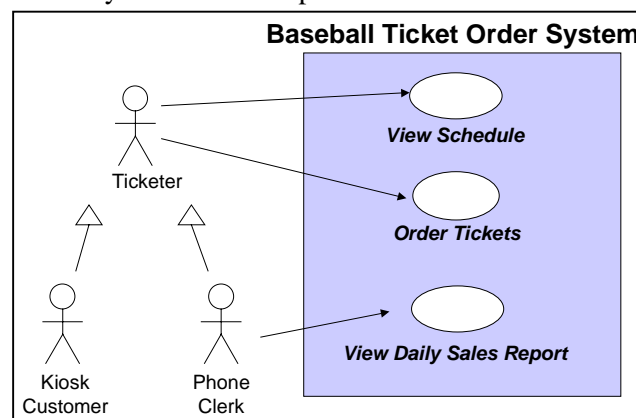 Baseball Ticket Order System
View Schedule
Ticketer
Order Tickets
View Daily Sales Report
Kiosk
Customer
Phone
Clerk